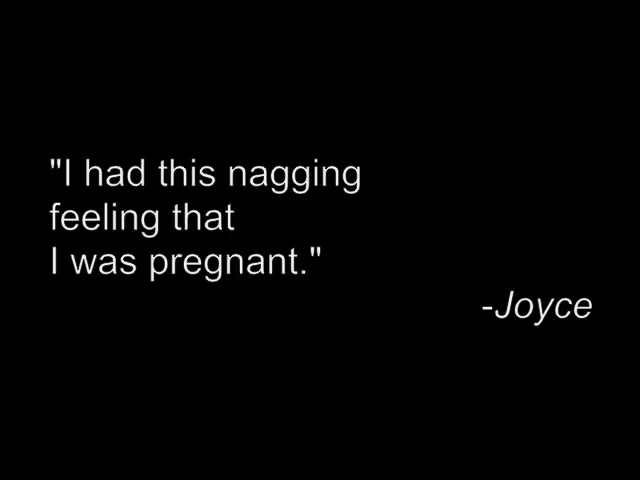 "I had this nagging
feeling that
I was pregnant."
-Joyce